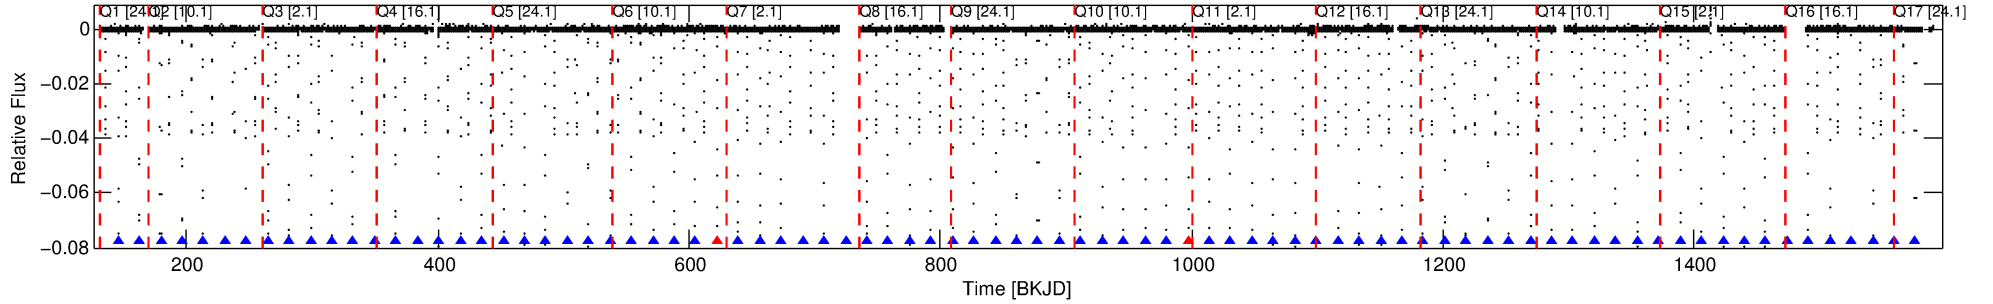 Q1 [24.1] Q2 [10.1] Q3 [2.1] Q4 [16.1] Q5 [24.1] Q6 [10.1] Q7 [2.1] Q8 [16.1] Q9 [24.1] Q10 [10.1] Q11 [2.1] Q12 [16.1] Q13 [24.1] Q14 [10.1] Q15 [2.1] Q16 [16.1] Q17 [24.1]
0
−0.02
−0.04
−0.06
−0.08
Relative Flux
200 400 600 800 1000 1200 1400
Time [BKJD]